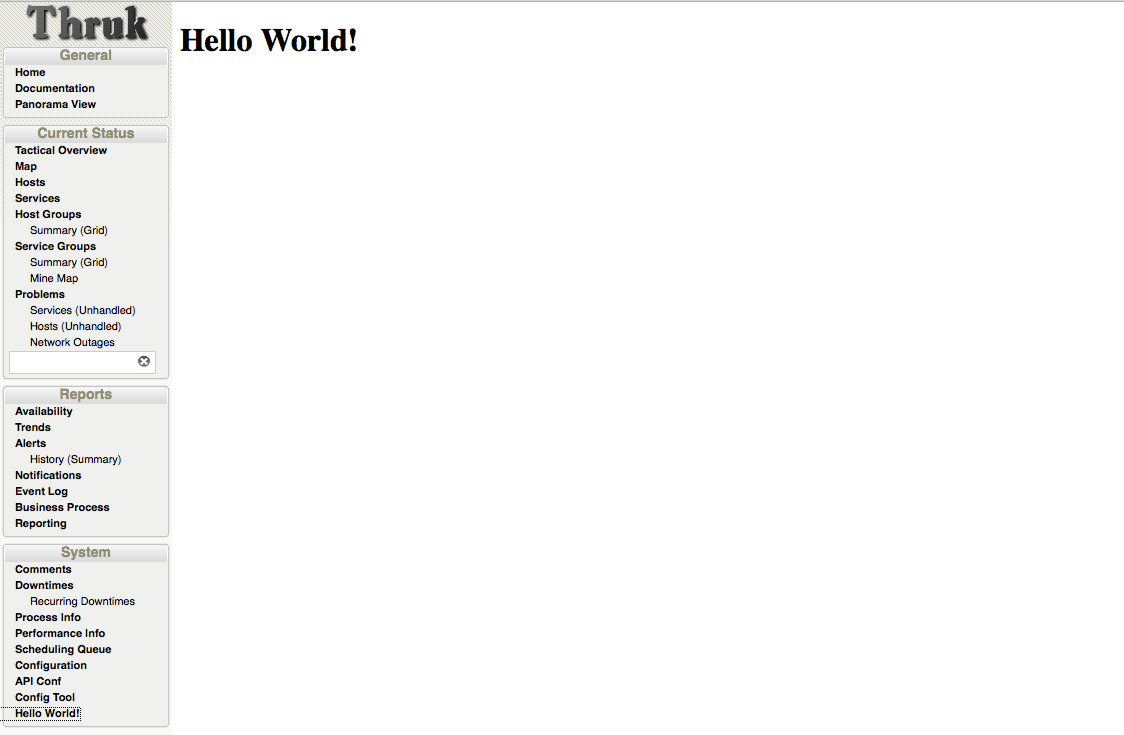 Thruk
General
Home
Documentation
Panorama View
Current Status
Tactical Overview
Map
Hosts
Services
Host Groups
Summary (Grid)
Service Groups
Summary (Grid)
Mine Map
Problems
Services (Unhandled)
Hosts (Unhandled)
Network Outages
Reports
Availability
Trends
Alerts
History (Summary)
Notifications
Event Log
Business Process
Reporting
System
Comments
Downtimes
Recurring Downtimes
Process Info
Performance Info
Scheduling Queue
Configuration
API Conf
Config Tool
Hello World!
Hello World!